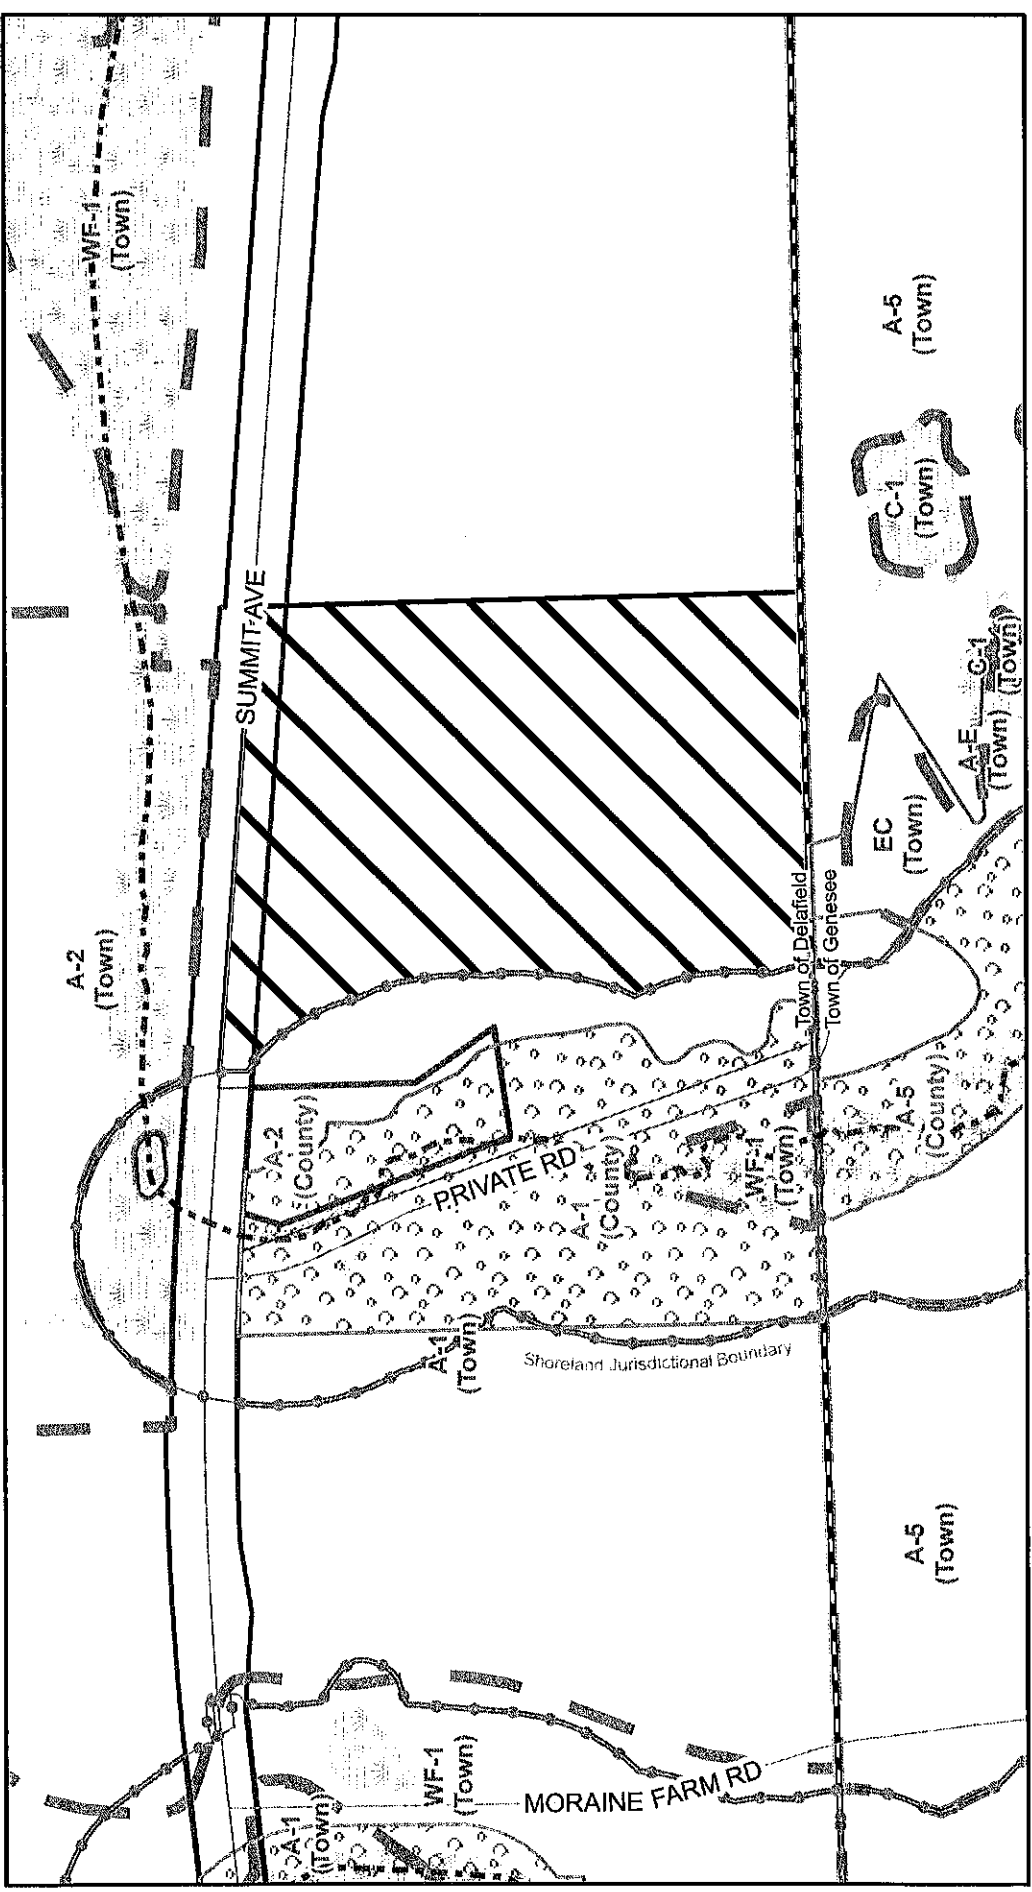 WF-1
(Town)
A-2
(Town)
SUMMIT AVE
A-5
(Town)
C-1
(Town)
C-1
(Town)
A-E
(Town)
EC
(Town)
Town of Delafield
Town of Genesee
A-2
(County)
PRIVATE RD
A-1
(County)
WF-1
(Town)
A-5
(County)
A-1
(Town)
Shoreland Jurisdictional Boundary
A-5
(Town)
WF-1
(Town)
MORAINE FARM RD
A-1
(Town)